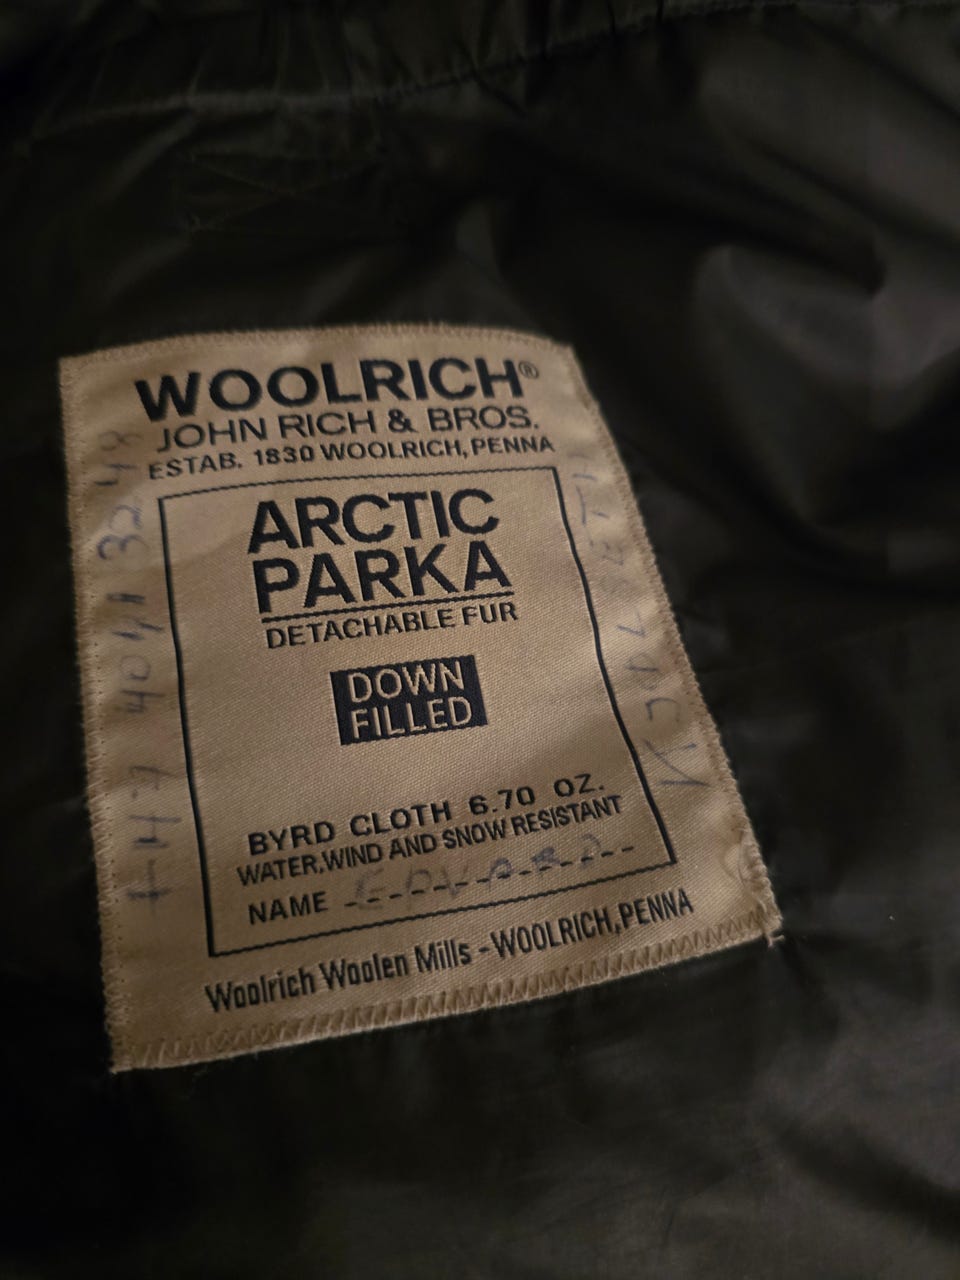 WOOLRICH®
JOHN RICH & BROS.
ESTAB. 1830 WOOLRICH, PENNA
ARCTIC
PARKA
DETACHABLE FUR
DOWN
FILLED
BYRD CLOTH 6.70 OZ.
WATER, WIND AND SNOW RESISTANT
NAME EDVARD
Woolrich Woolen Mills - WOOLRICH, PENNA